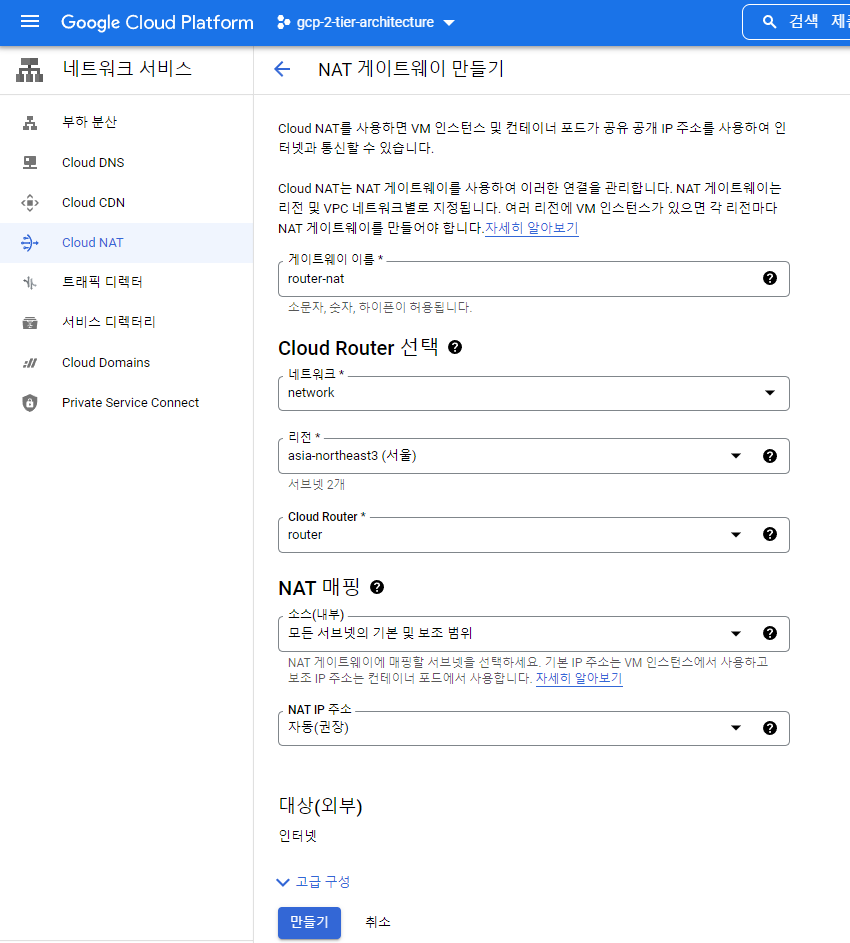 Google Cloud Platform
gcp-2-tier-architecture
검색
네트워크 서비스
부하 분산
Cloud DNS
Cloud CDN
Cloud NAT
트래픽 디렉터
서비스 디렉터리
Cloud Domains
Private Service Connect
NAT 게이트웨이 만들기
Cloud NAT를 사용하면 VM 인스턴스 및 컨테이너 포드가 공유 공개 IP 주소를 사용하여 인
터넷과 통신할 수 있습니다.
Cloud NAT는 NAT 게이트웨이를 사용하여 이러한 연결을 관리합니다. NAT 게이트웨이는
리전 및 VPC 네트워크별로 지정됩니다. 여러 리전에 VM 인스턴스가 있으면 각 리전마다
NAT 게이트웨이를 만들어야 합니다.자세히 알아보기
게이트웨이 이름 *
router-nat
소문자, 숫자, 하이픈이 허용됩니다.
Cloud Router 선택
네트워크 *
network
리전 *
asia-northeast3 (서울)
서브넷 2개
Cloud Router *
router
NAT 매핑
소스(내부)
모든 서브넷의 기본 및 보조 범위
NAT 게이트웨이에 매핑할 서브넷을 선택하세요. 기본 IP 주소는 VM 인스턴스에서 사용하고
보조 IP 주소는 컨테이너 포드에서 사용합니다. 자세히 알아보기
NAT IP 주소
자동(권장)
대상(외부)
인터넷
고급 구성
만들기
취소